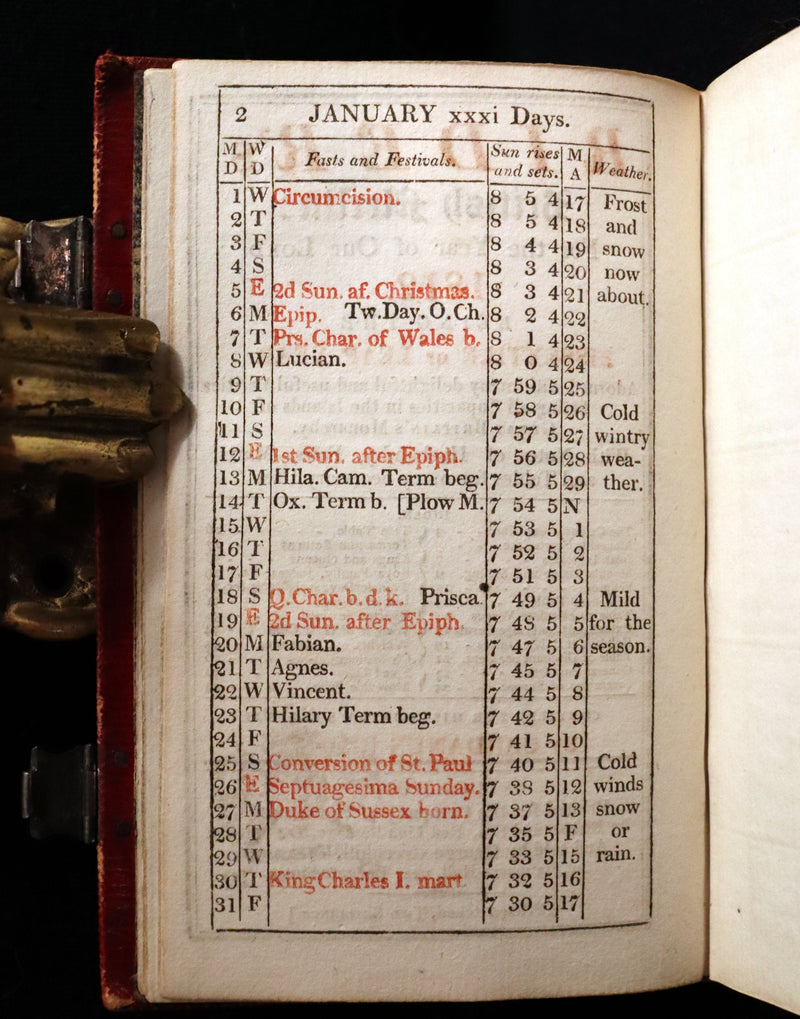 2 JANUARY xxxi Days.
M D W D Fasts and Festivals. Sun rises and sets. M A Weather.
1 W Circumcision. 8 5 4 17 Frost
2 T 8 5 4 18 and
3 F 8 4 4 19 snow
4 S 8 3 4 20 now
5 E 2d Sun. af. Christmas. 8 3 4 21 about.
6 M Epip. Tw.Day. O.Ch. 8 2 4 22
7 T Prs. Char. of Wales b. 8 1 4 23
8 W Lucian. 8 0 4 24
9 T 7 59 5 25
10 F 7 58 5 26 Cold
11 S 7 57 5 27 wintry
12 E 1st Sun. after Epiph. 7 56 5 28 wea-
13 M Hila. Cam. Term beg. 7 55 5 29 ther.
14 T Ox. Term b. [Plow M. 7 54 5 N
15 W 7 53 5 1
16 T 7 52 5 2
17 F 7 51 5 3
18 S Q.Char.b.d.k. Prisca 7 49 5 4 Mild
19 E 2d Sun. after Epiph. 7 48 5 5 for the
20 M Fabian. 7 47 5 6 season.
21 T Agnes. 7 45 5 7
22 W Vincent. 7 44 5 8
23 T Hilary Term beg. 7 42 5 9
24 F 7 41 5 10
25 S Conversion of St. Paul 7 40 5 11 Cold
26 E Septuagesima Sunday. 7 38 5 12 winds
27 M Duke of Sussex born. 7 37 5 13 snow
28 T 7 35 5 F or
29 W 7 33 5 15 rain.
30 T King Charles I. mart 7 32 5 16
31 F 7 30 5 17